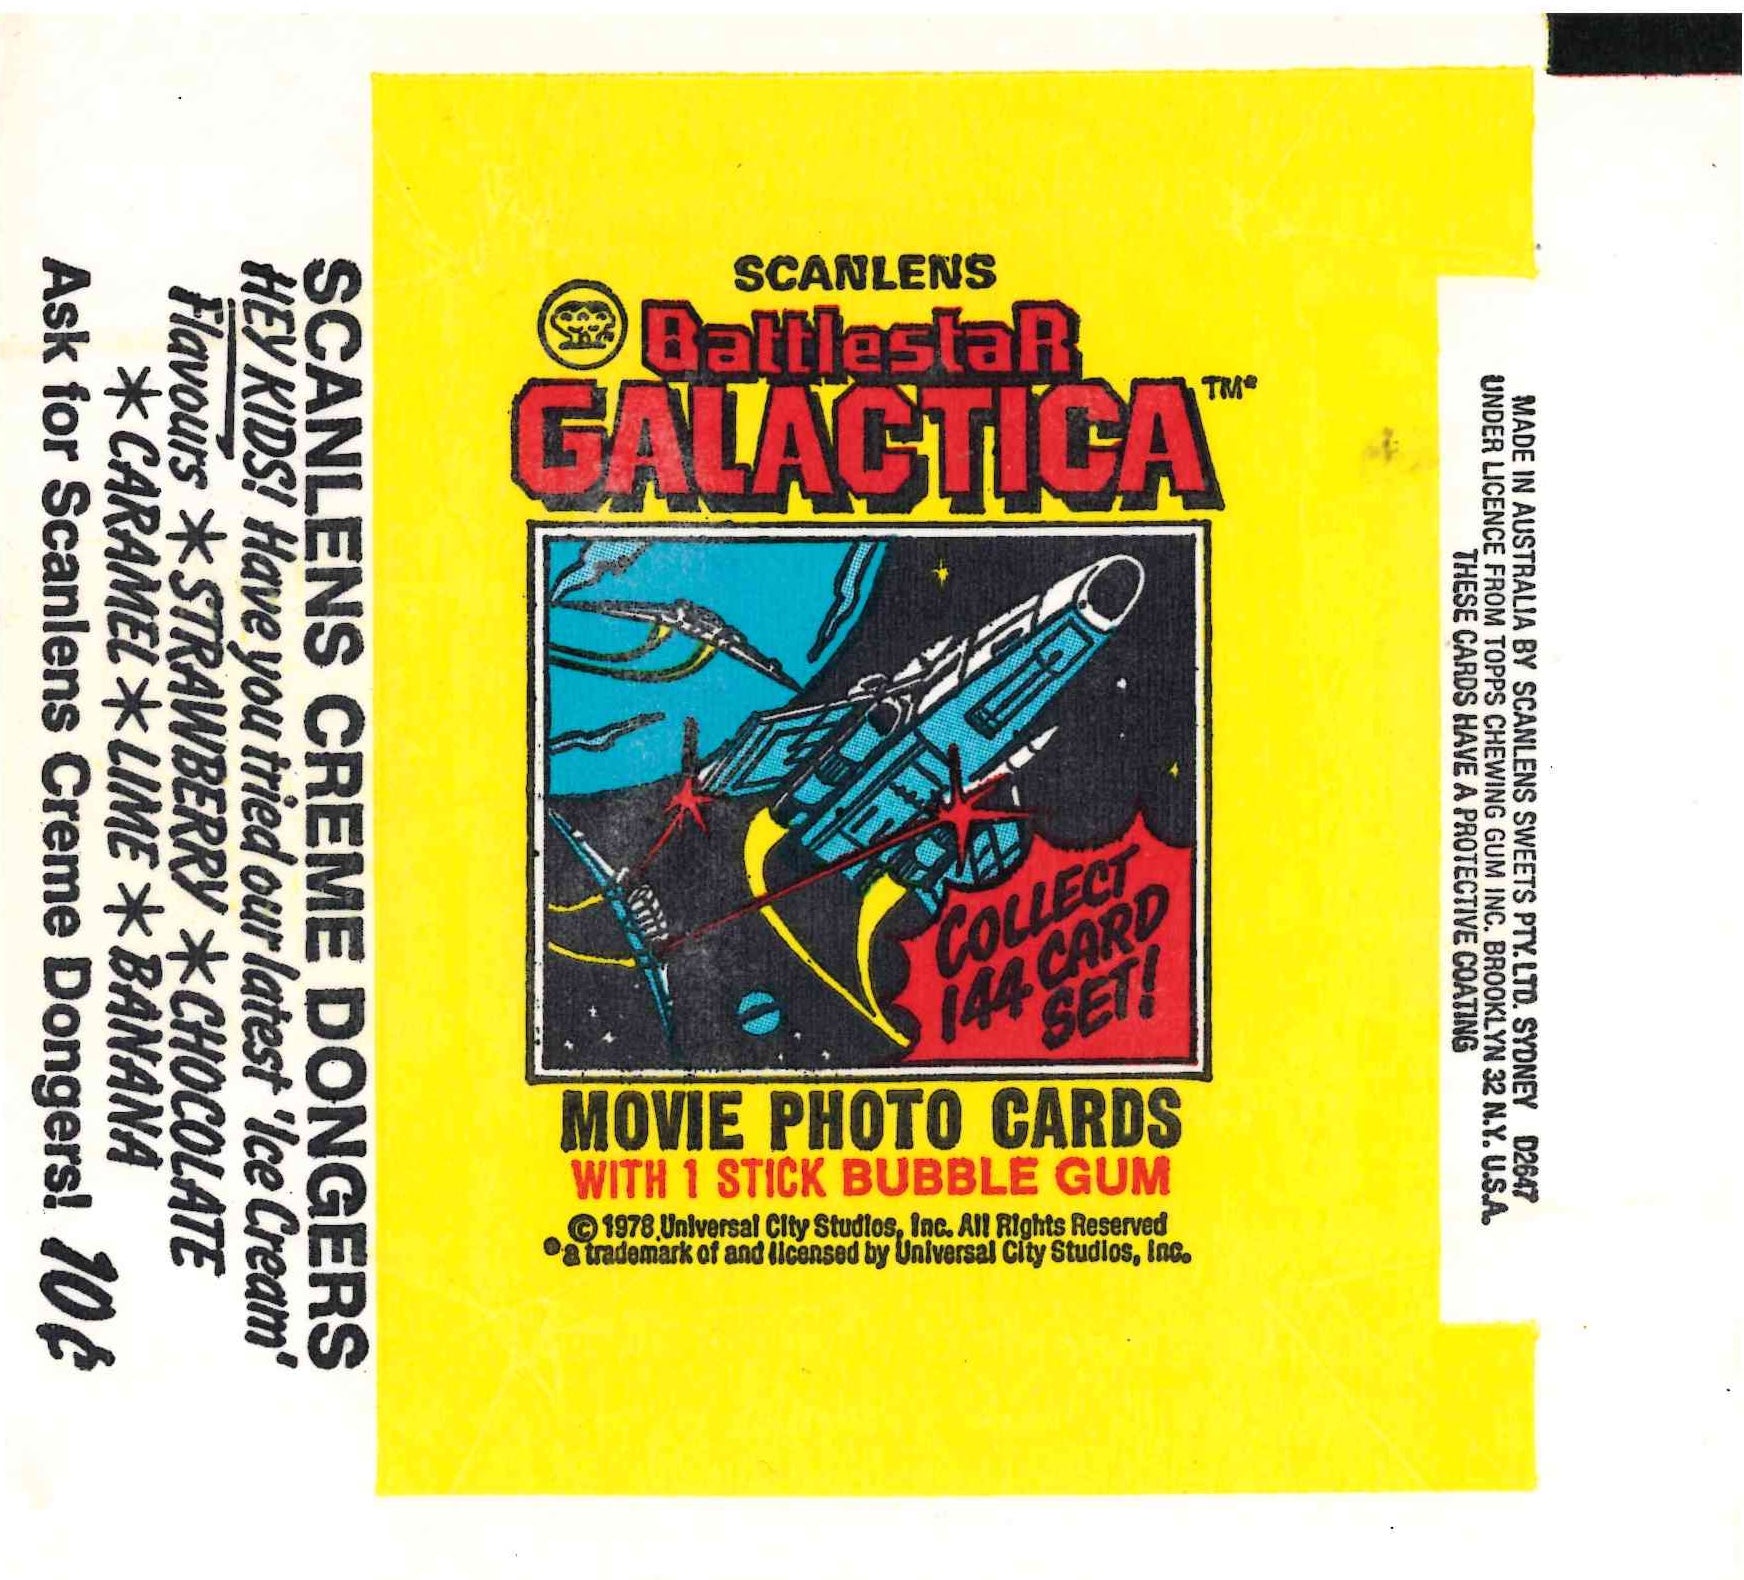 SCANLENS
Battlestar
GALACTICA™*
COLLECT
144 CARD
SET!
MOVIE PHOTO CARDS
WITH 1 STICK BUBBLE GUM
© 1978 Universal City Studios, Inc. All Rights Reserved
*a trademark of and licensed by Universal City Studios, Inc.
SCANLENS CREME DONGERS
HEY KIDS! Have you tried our latest 'Ice Cream'
Flavours * STRAWBERRY * CHOCOLATE
* CARAMEL * LIME * BANANA
Ask for Scanlens Creme Dongers! 10¢
MADE IN AUSTRALIA BY SCANLENS SWEETS PTY. LTD. SYDNEY D2647
UNDER LICENCE FROM TOPPS CHEWING GUM INC. BROOKLYN 32 N.Y. U.S.A.
THESE CARDS HAVE A PROTECTIVE COATING